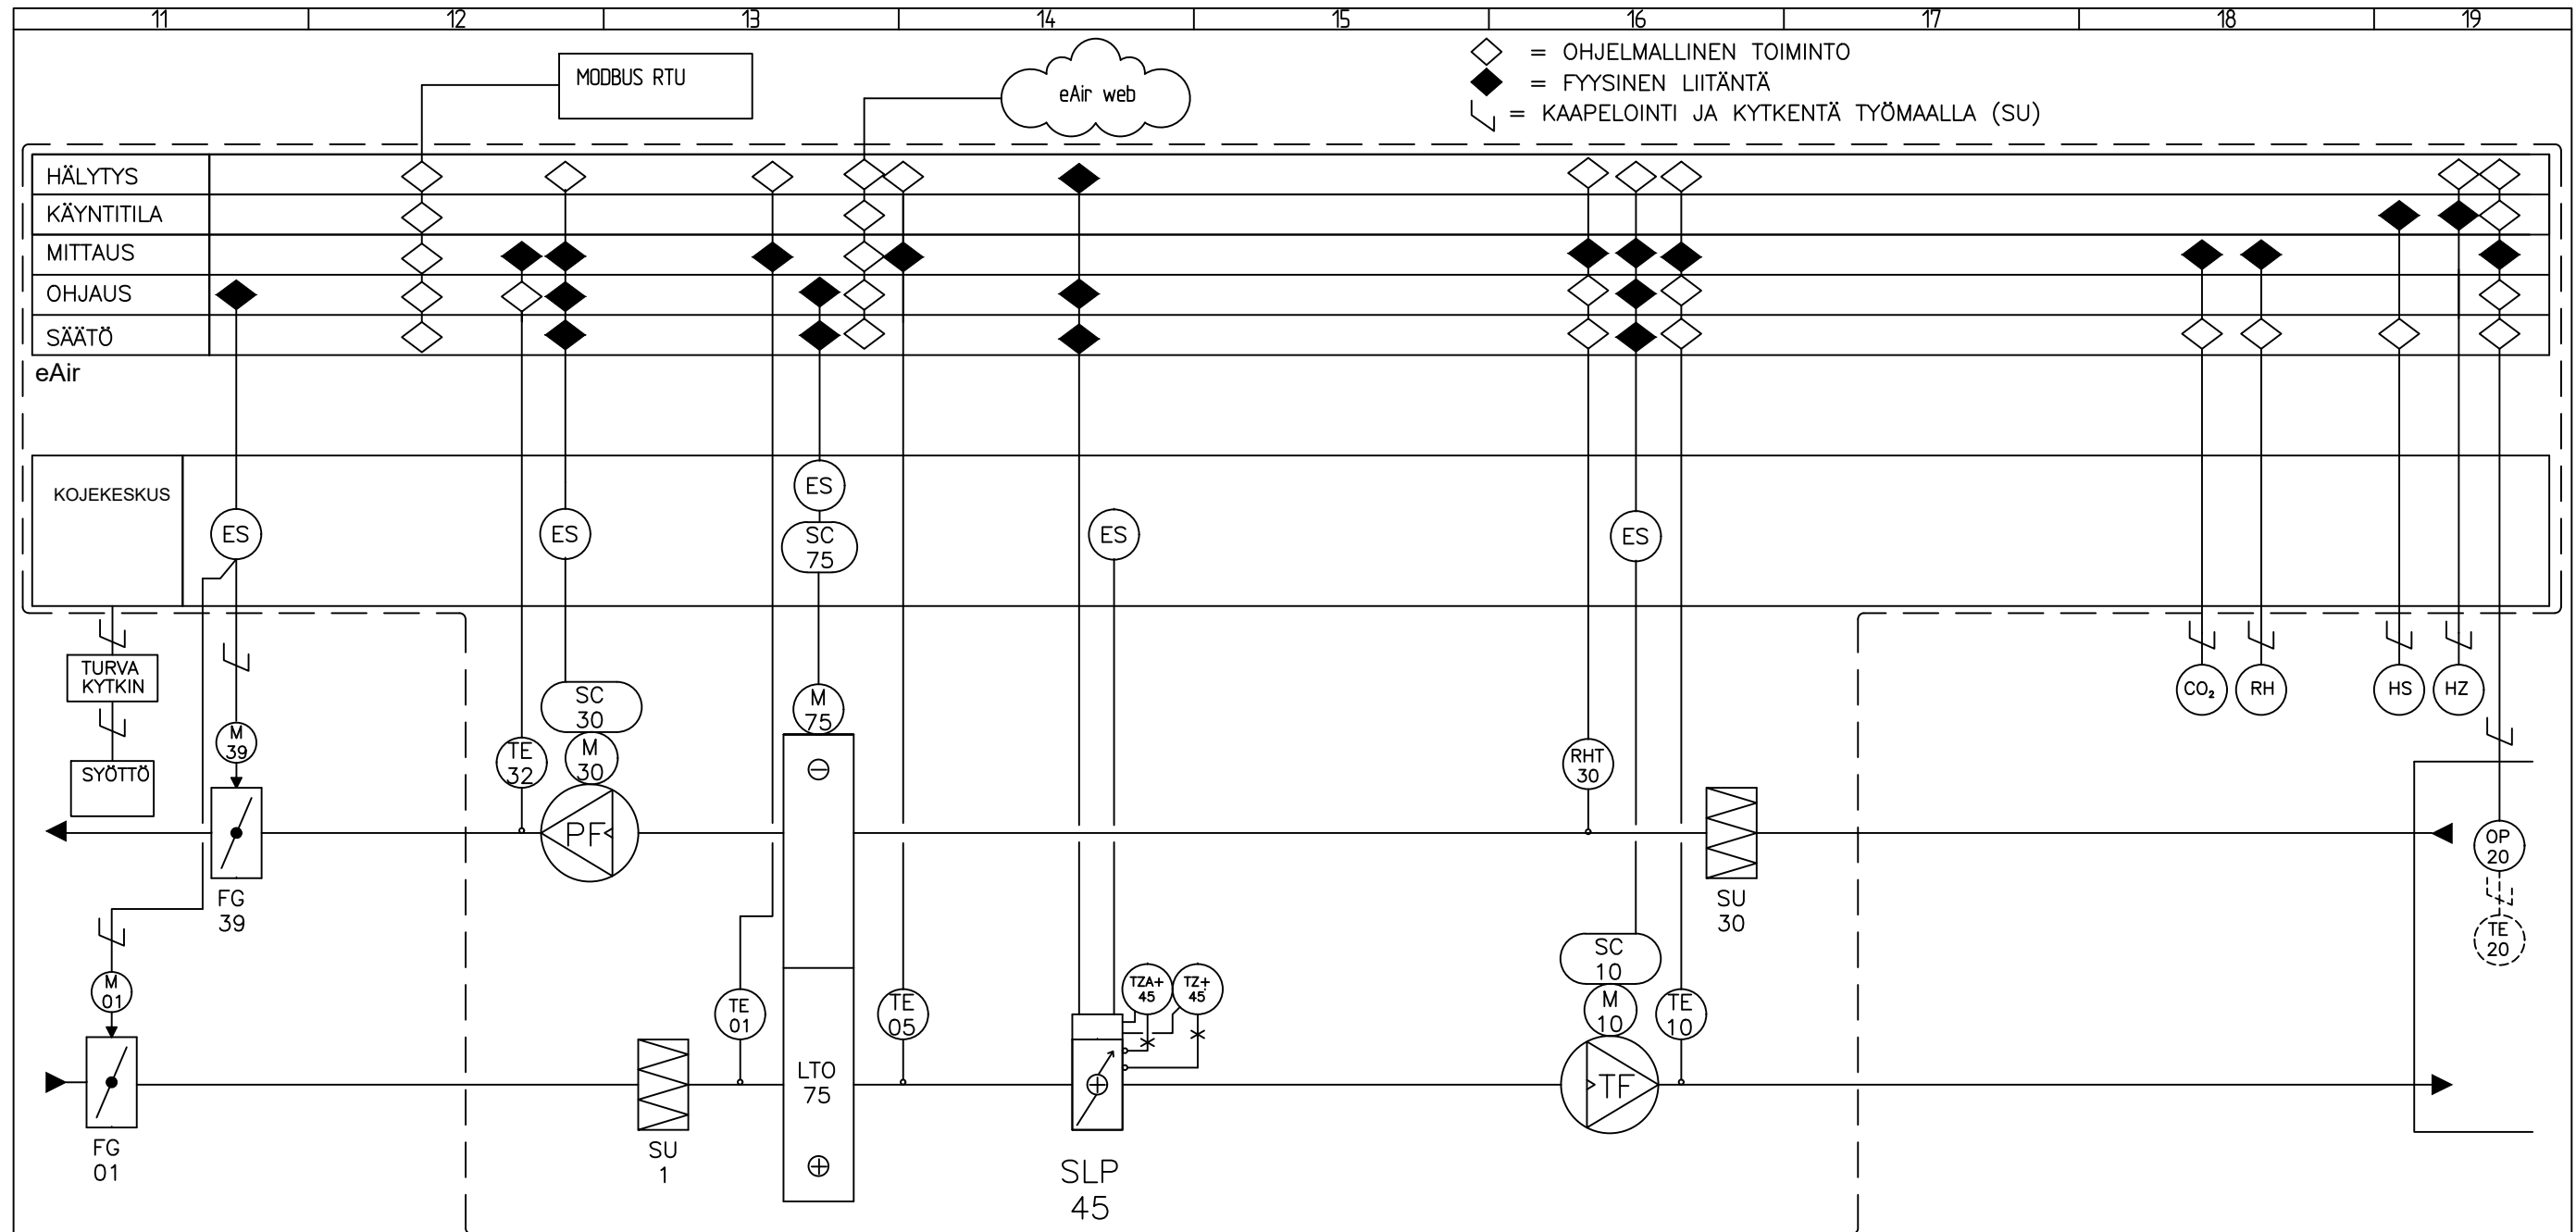 11 12 13 14 15 16 17 18 19
MODBUS RTU
eAir web
= OHJELMALLINEN TOIMINTO
= FYYSINEN LIITÄNTÄ
= KAAPELOINTI JA KYTKENTÄ TYÖMAALLA (SU)
HÄLYTYS
KÄYNTITILA
MITTAUS
OHJAUS
SÄÄTÖ
eAir
KOJEKESKUS
ES
ES
ES
SC
75
ES
ES
TURVA
KYTKIN
SYÖTTÖ
M
39
TE
32
SC
30
M
30
M
75
RHT
30
CO₂
RH
HS
HZ
PF
FG
39
SU
30
OP
20
TE
20
M
01
TE
01
TE
05
TZA+
45
TZ+
45
SC
10
M
10
TE
10
LTO
75
TF
FG
01
SU
1
SLP
45